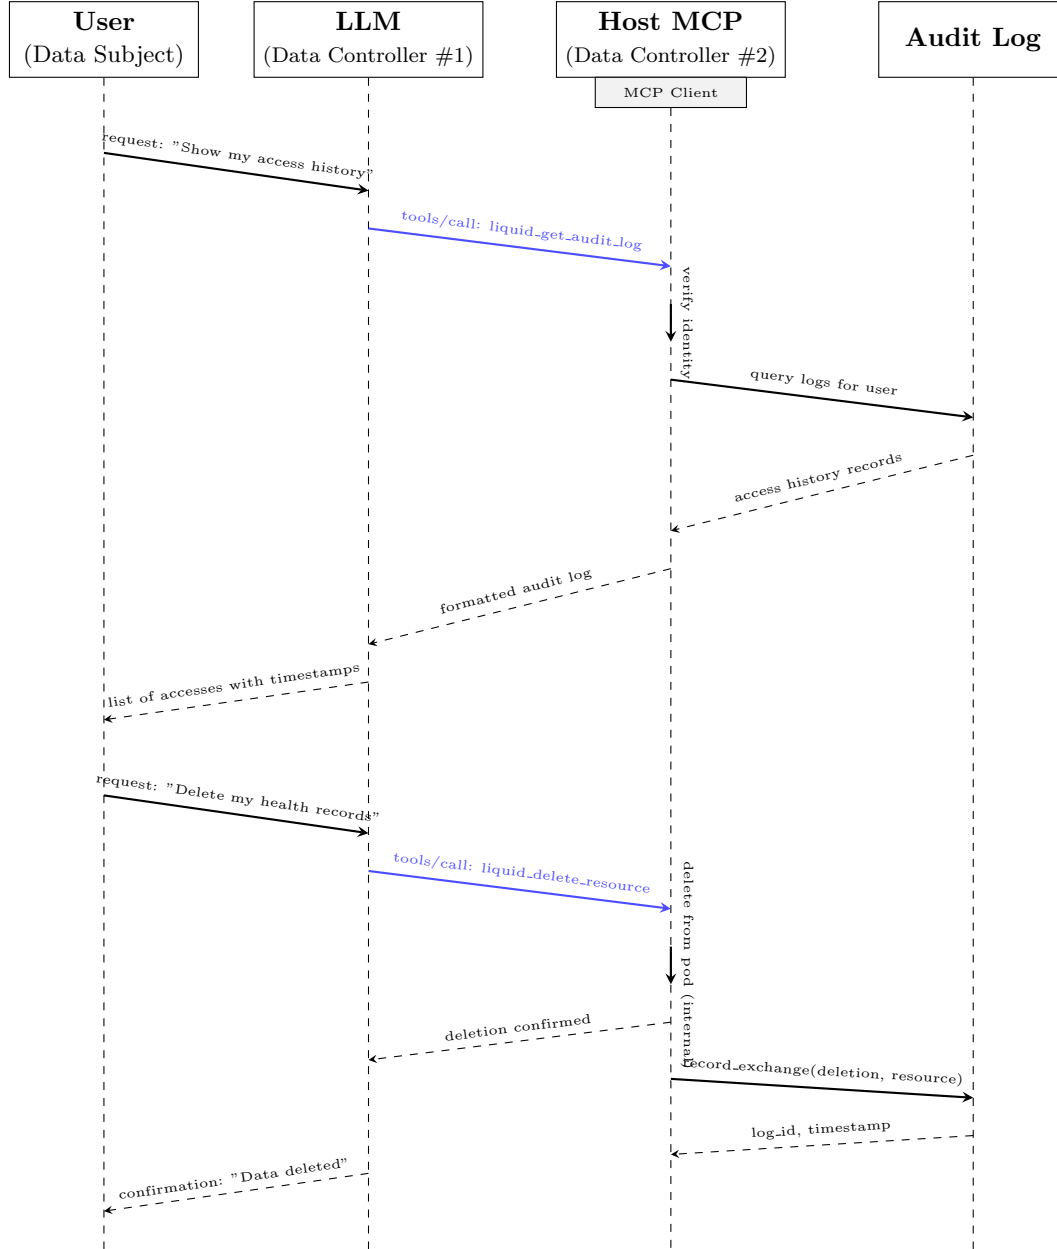 User
(Data Subject)
LLM
(Data Controller #1)
Host MCP
(Data Controller #2)
Audit Log
MCP Client
request: ”Show my access history”
tools/call: liquid_get_audit_log
verify identity
query logs for user
access history records
formatted audit log
list of accesses with timestamps
request: ”Delete my health records”
tools/call: liquid_delete_resource
delete from pod (internal)
deletion confirmed
record_exchange(deletion, resource)
log_id, timestamp
confirmation: ”Data deleted”